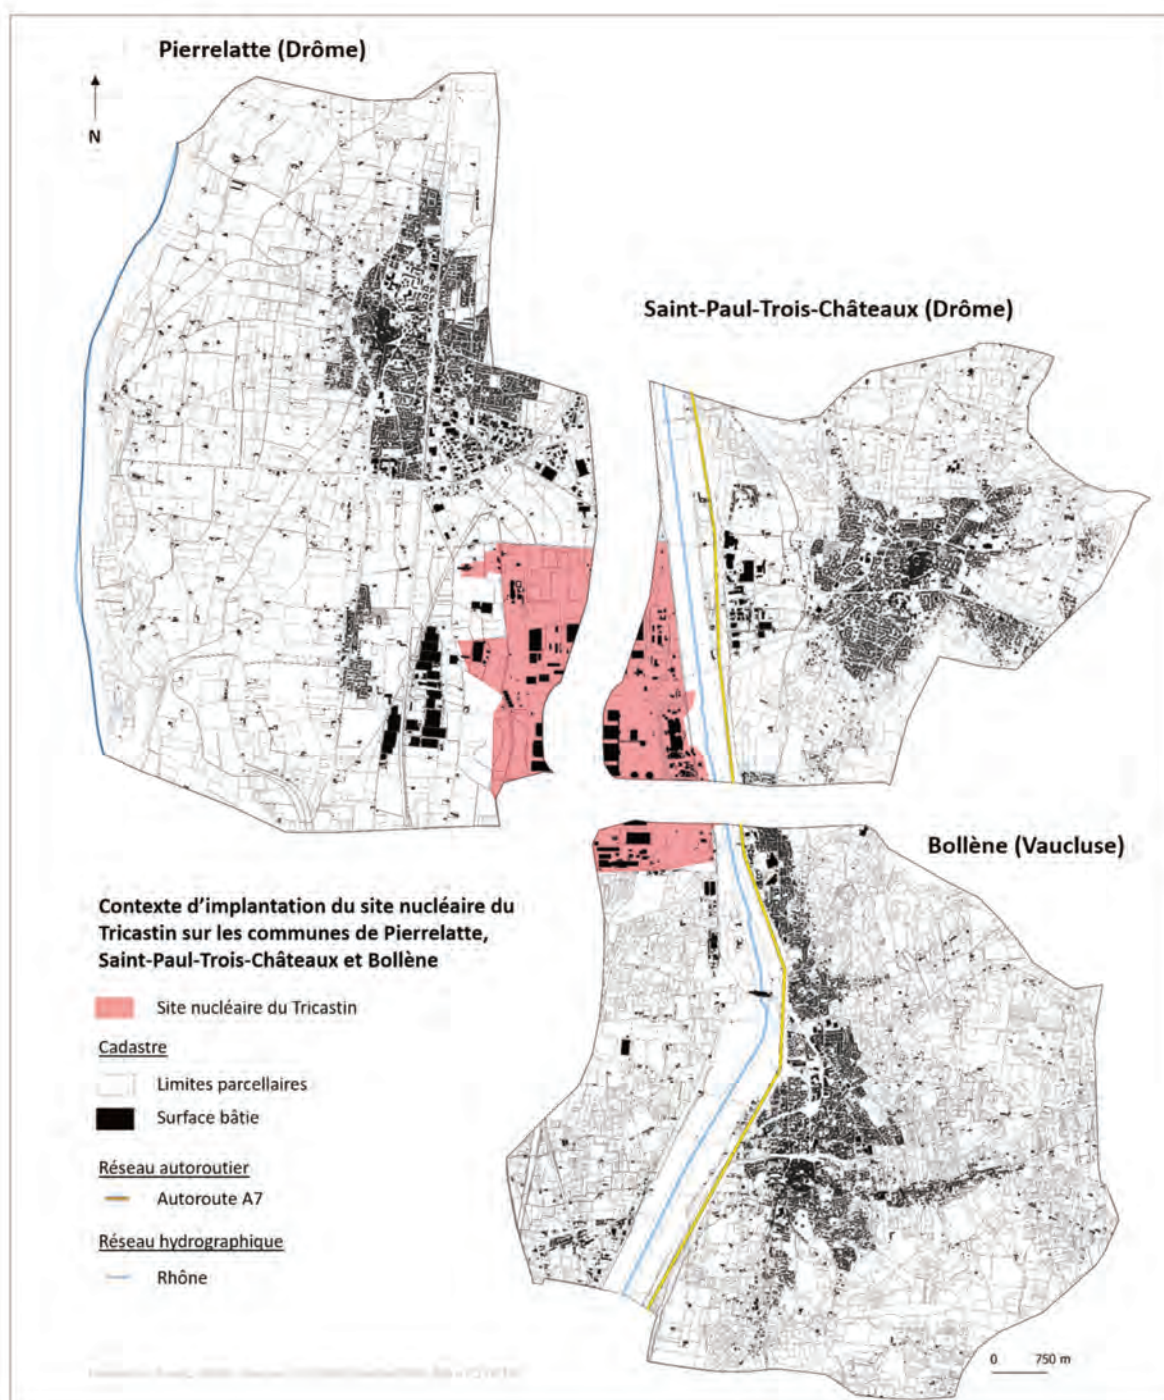 Pierrelatte (Drôme)
N
Saint-Paul-Trois-Châteaux (Drôme)
Bollène (Vaucluse)
Contexte d'implantation du site nucléaire du
Tricastin sur les communes de Pierrelatte,
Saint-Paul-Trois-Châteaux et Bollène
Site nucléaire du Tricastin
Cadastre
Limites parcellaires
Surface bâtie
Réseau autoroutier
Autoroute A7
Réseau hydrographique
Rhône
0 750 m